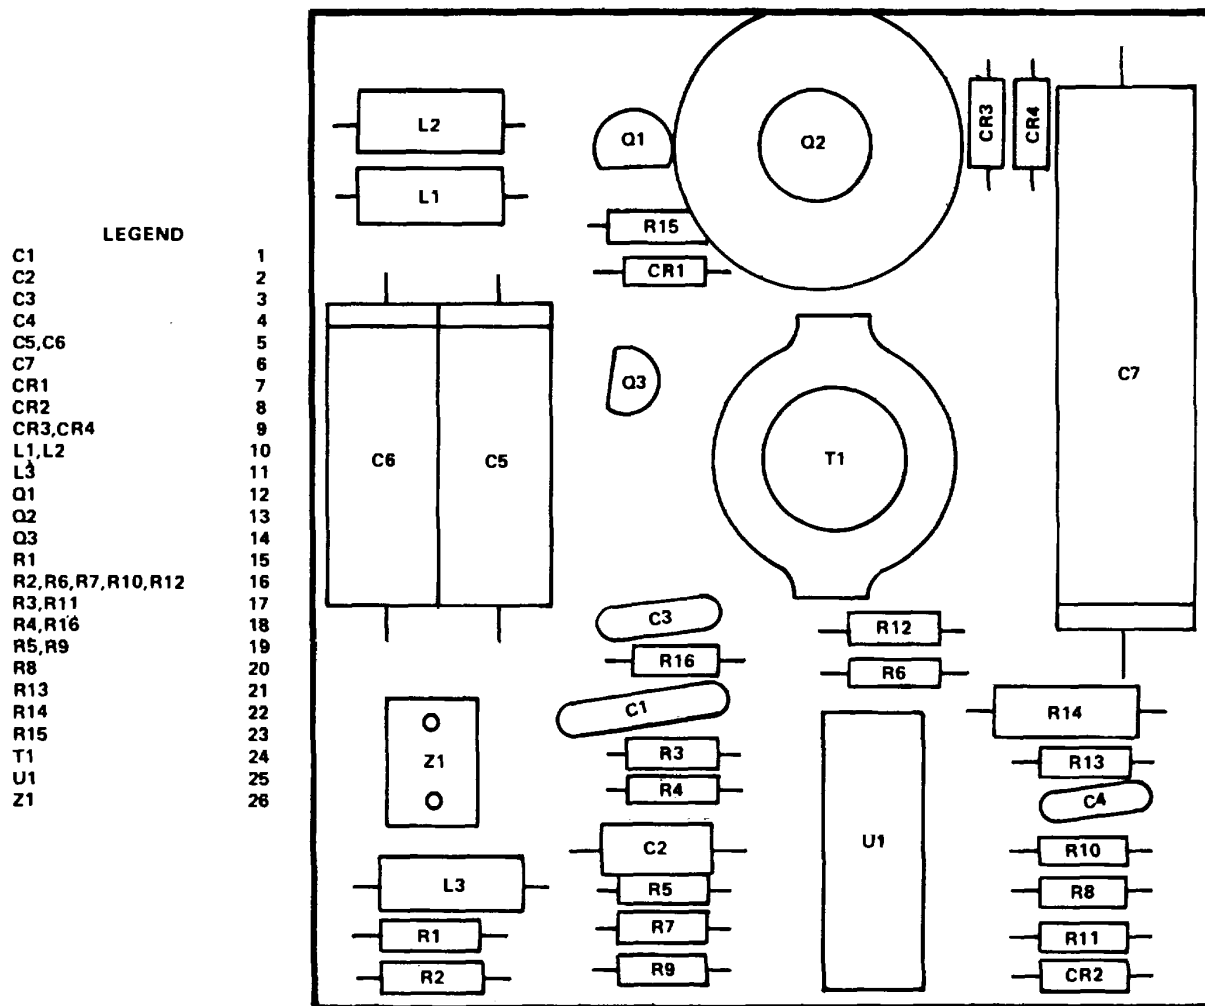 LEGEND
C1 1
C2 2
C3 3
C4 4
C5,C6 5
C7 6
CR1 7
CR2 8
CR3,CR4 9
L1,L2 10
L3 11
Q1 12
Q2 13
Q3 14
R1 15
R2,R6,R7,R10,R12 16
R3,R11 17
R4,R16 18
R5,R9 19
R8 20
R13 21
R14 22
R15 23
T1 24
U1 25
Z1 26
L2
Q1
Q2
CR3
CR4
L1
R15
CR1
Q3
C7
C6
C5
T1
C3
R12
R16
R6
C1
R14
Z1
R3
R13
R4
C4
C2
U1
R10
L3
R5
R8
R1
R7
R11
R2
R9
CR2